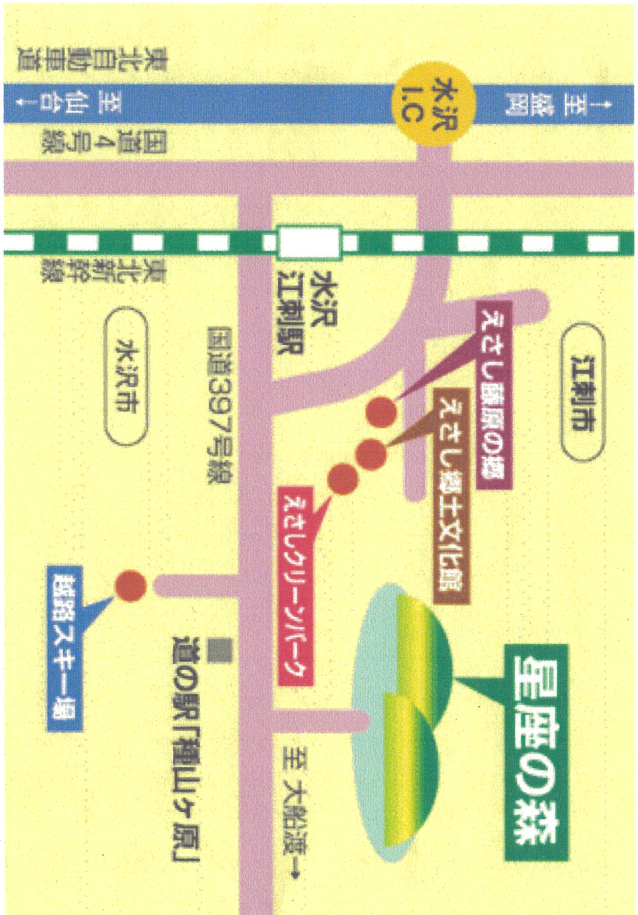 ↑至盛岡
水沢
I.C
東北自動車道
至仙台↓
国道4号線
東北新幹線
水沢
江刺駅
江刺市
えさし藤原の郷
えさし郷土文化館
えさしクリーンパーク
星座の森
国道397号線
水沢市
道の駅「種山ヶ原」
至 大船渡→
越路スキー場